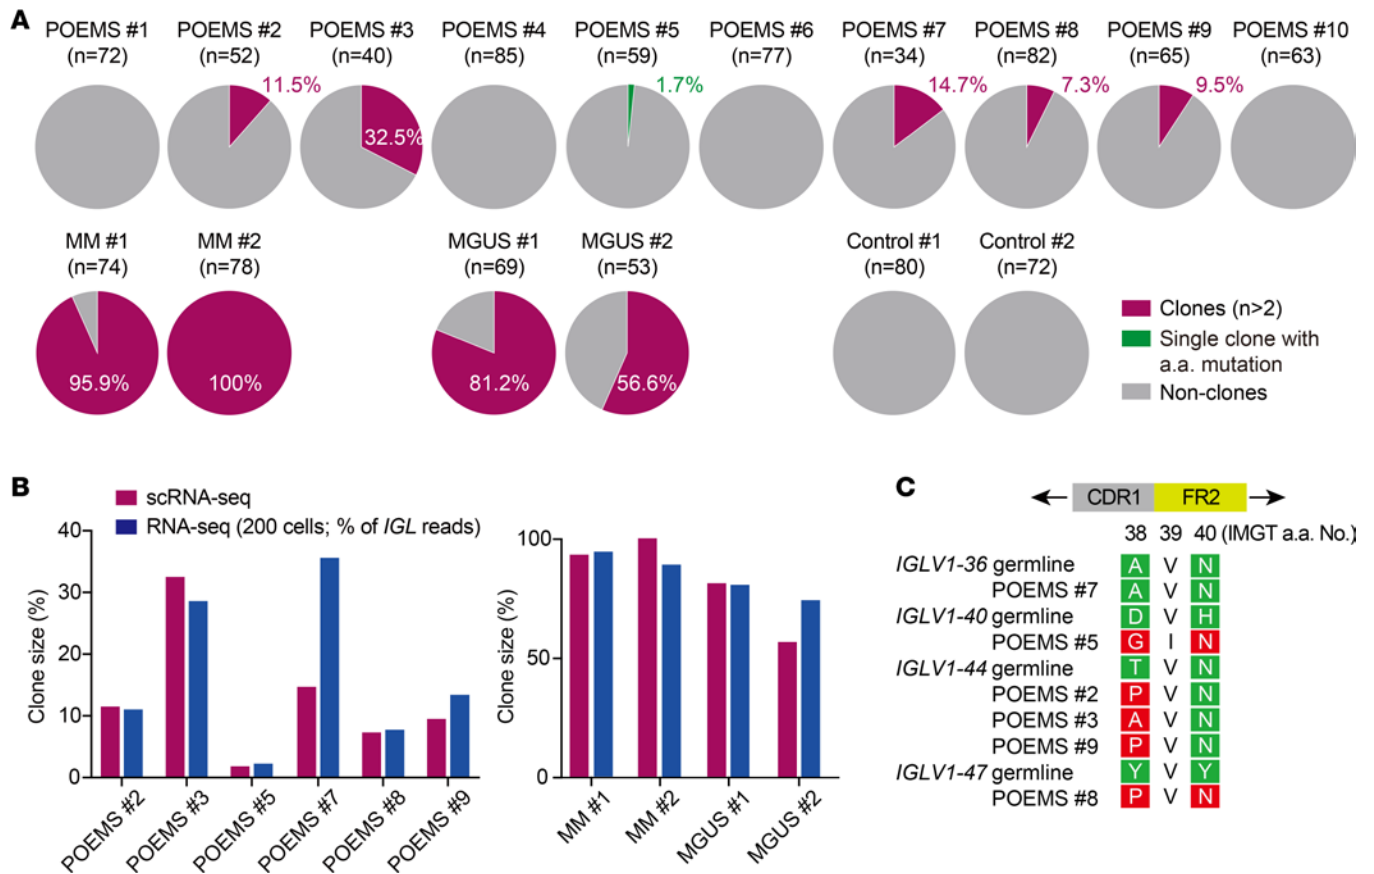 A
POEMS #1 POEMS #2 POEMS #3 POEMS #4 POEMS #5 POEMS #6 POEMS #7 POEMS #8 POEMS #9 POEMS #10
(n=72) (n=52) (n=40) (n=85) (n=59) (n=77) (n=34) (n=82) (n=65) (n=63)
11.5% 1.7% 14.7% 7.3% 9.5%
32.5%
MM #1 MM #2 MGUS #1 MGUS #2 Control #1 Control #2
(n=74) (n=78) (n=69) (n=53) (n=80) (n=72)
95.9% 100% 81.2% 56.6%
Clones (n>2)
Single clone with
a.a. mutation
Non-clones
B
scRNA-seq
RNA-seq (200 cells; % of IGL reads)
Clone size (%)
40
30
20
10
0
POEMS #2
POEMS #3
POEMS #5
POEMS #7
POEMS #8
POEMS #9
Clone size (%)
100
50
0
MM #1
MM #2
MGUS #1
MGUS #2
C
CDR1 FR2
38 39 40 (IMGT a.a. No.)
IGLV1-36 germline A V N
POEMS #7 A V N
IGLV1-40 germline D V H
POEMS #5 G I N
IGLV1-44 germline T V N
POEMS #2 P V N
POEMS #3 A V N
POEMS #9 P V N
IGLV1-47 germline Y V Y
POEMS #8 P V N